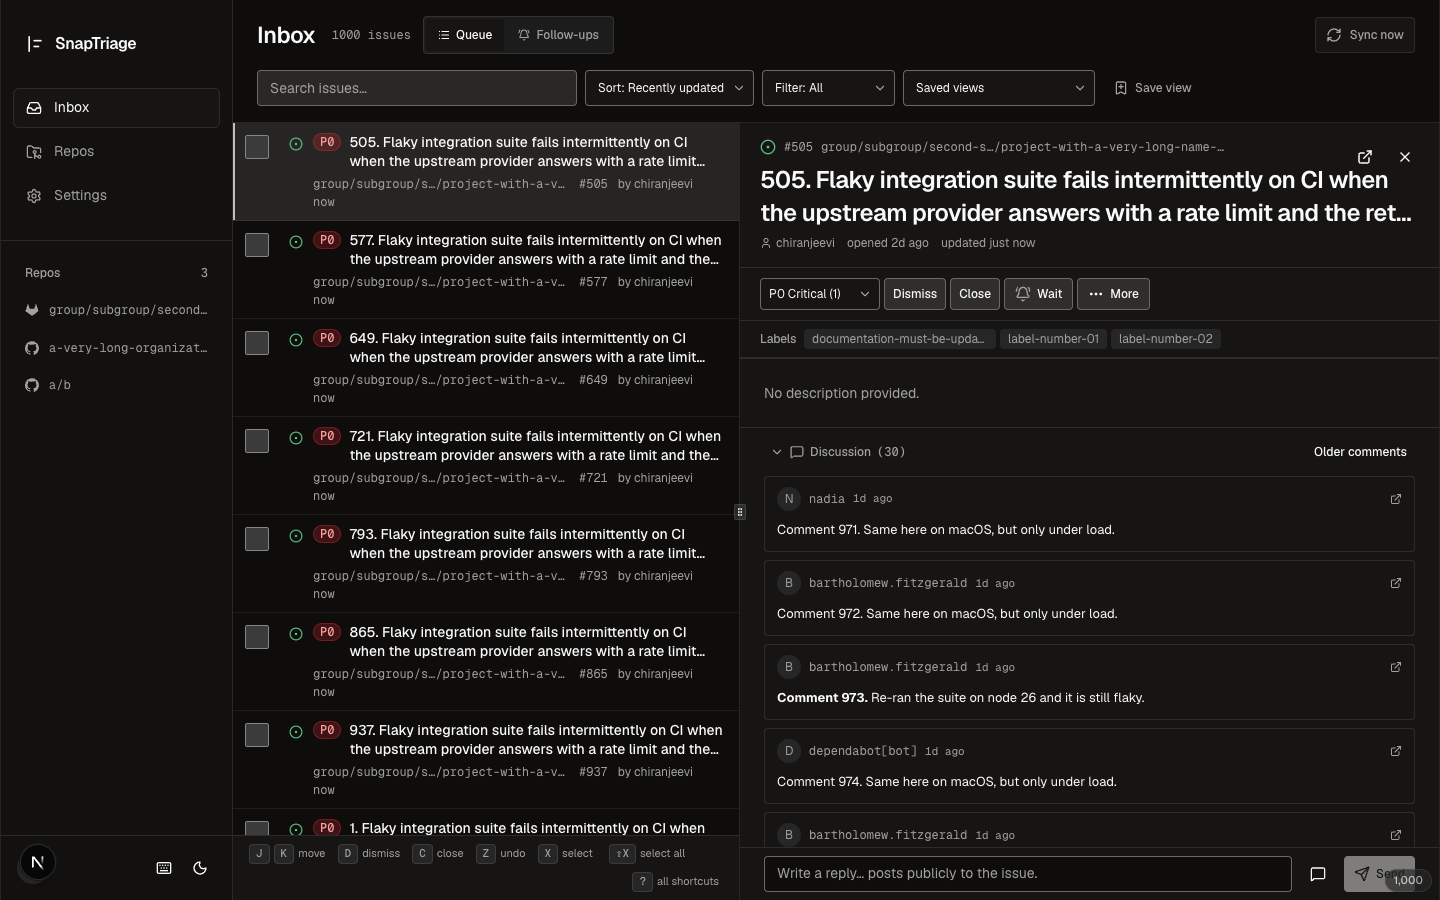 SnapTriage
Inbox
Repos
Settings
Repos 3
group/subgroup/second…
a-very-long-organizat…
a/b
N
Inbox 1000 issues Queue Follow-ups Sync now
Search issues… Sort: Recently updated Filter: All Saved views Save view
P0 505. Flaky integration suite fails intermittently on CI
when the upstream provider answers with a rate limit…
group/subgroup/s…/project-with-a-v… #505 by chiranjeevi
now
P0 577. Flaky integration suite fails intermittently on CI when
the upstream provider answers with a rate limit and the…
group/subgroup/s…/project-with-a-v… #577 by chiranjeevi
now
P0 649. Flaky integration suite fails intermittently on CI
when the upstream provider answers with a rate limit…
group/subgroup/s…/project-with-a-v… #649 by chiranjeevi
now
P0 721. Flaky integration suite fails intermittently on CI when
the upstream provider answers with a rate limit and the…
group/subgroup/s…/project-with-a-v… #721 by chiranjeevi
now
P0 793. Flaky integration suite fails intermittently on CI
when the upstream provider answers with a rate limit…
group/subgroup/s…/project-with-a-v… #793 by chiranjeevi
now
P0 865. Flaky integration suite fails intermittently on CI
when the upstream provider answers with a rate limit…
group/subgroup/s…/project-with-a-v… #865 by chiranjeevi
now
P0 937. Flaky integration suite fails intermittently on CI when
the upstream provider answers with a rate limit and the…
group/subgroup/s…/project-with-a-v… #937 by chiranjeevi
now
P0 1. Flaky integration suite fails intermittently on CI when
J K move D dismiss C close Z undo X select ⇧X select all
? all shortcuts
#505 group/subgroup/second-s…/project-with-a-very-long-name-…
505. Flaky integration suite fails intermittently on CI when
the upstream provider answers with a rate limit and the ret…
chiranjeevi opened 2d ago updated just now
P0 Critical (1) Dismiss Close Wait More
Labels documentation-must-be-upda… label-number-01 label-number-02
No description provided.
Discussion (30) Older comments
N nadia 1d ago
Comment 971. Same here on macOS, but only under load.
B bartholomew.fitzgerald 1d ago
Comment 972. Same here on macOS, but only under load.
B bartholomew.fitzgerald 1d ago
Comment 973. Re-ran the suite on node 26 and it is still flaky.
D dependabot[bot] 1d ago
Comment 974. Same here on macOS, but only under load.
B bartholomew.fitzgerald 1d ago
Write a reply… posts publicly to the issue. Send
1,000